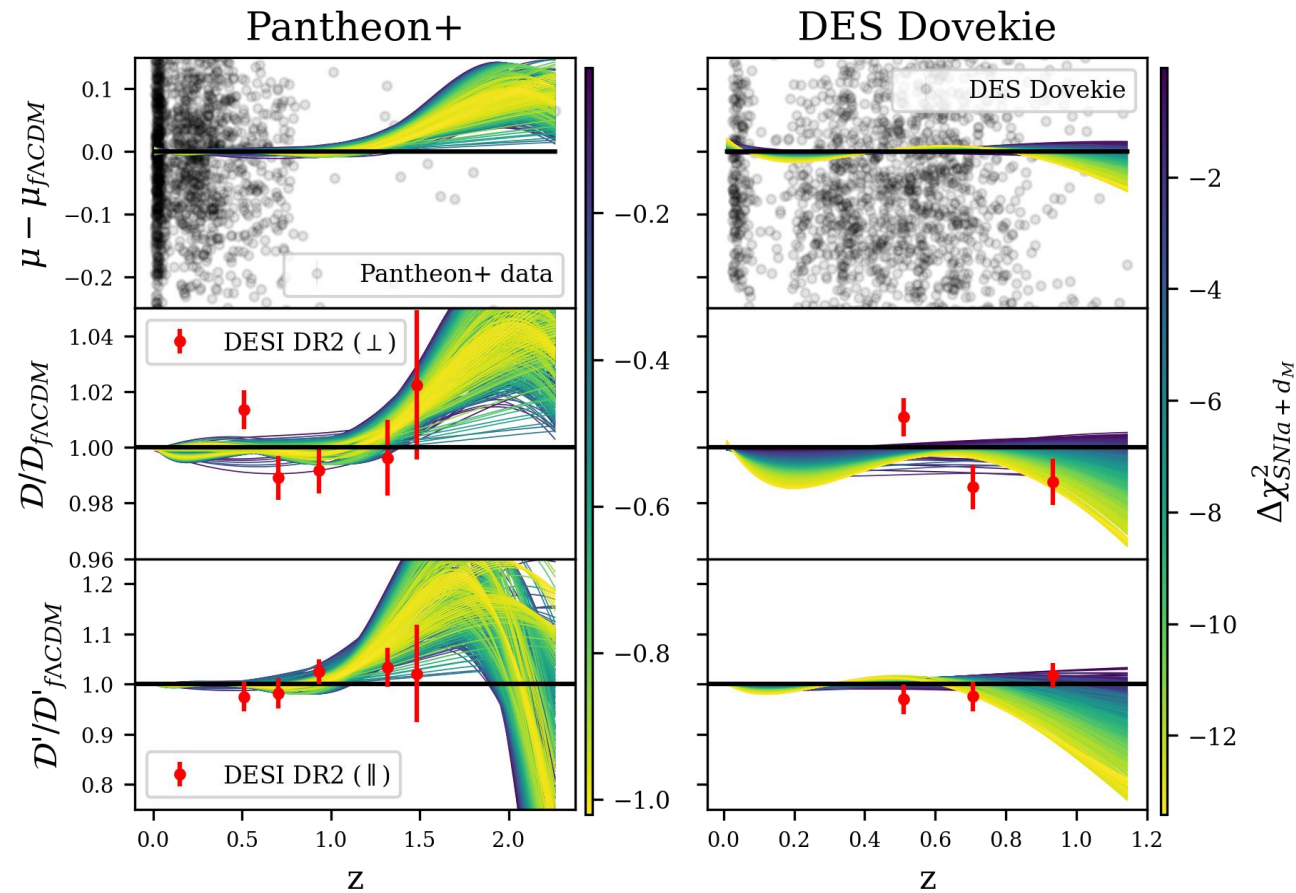 Pantheon+
DES Dovekie
μ − μ_{fΛCDM}
0.1
0.0
−0.1
−0.2
Pantheon+ data
DES Dovekie
D/D_{fΛCDM}
1.04
1.02
1.00
0.98
0.96
DESI DR2 (⊥)
D'/D'_{fΛCDM}
1.2
1.1
1.0
0.9
0.8
DESI DR2 (∥)
0.0 0.5 1.0 1.5 2.0
z
−0.2
−0.4
−0.6
−0.8
−1.0
0.0 0.2 0.4 0.6 0.8 1.0 1.2
z
−2
−4
−6
−8
−10
−12
Δχ²_{SNIa + d_M}